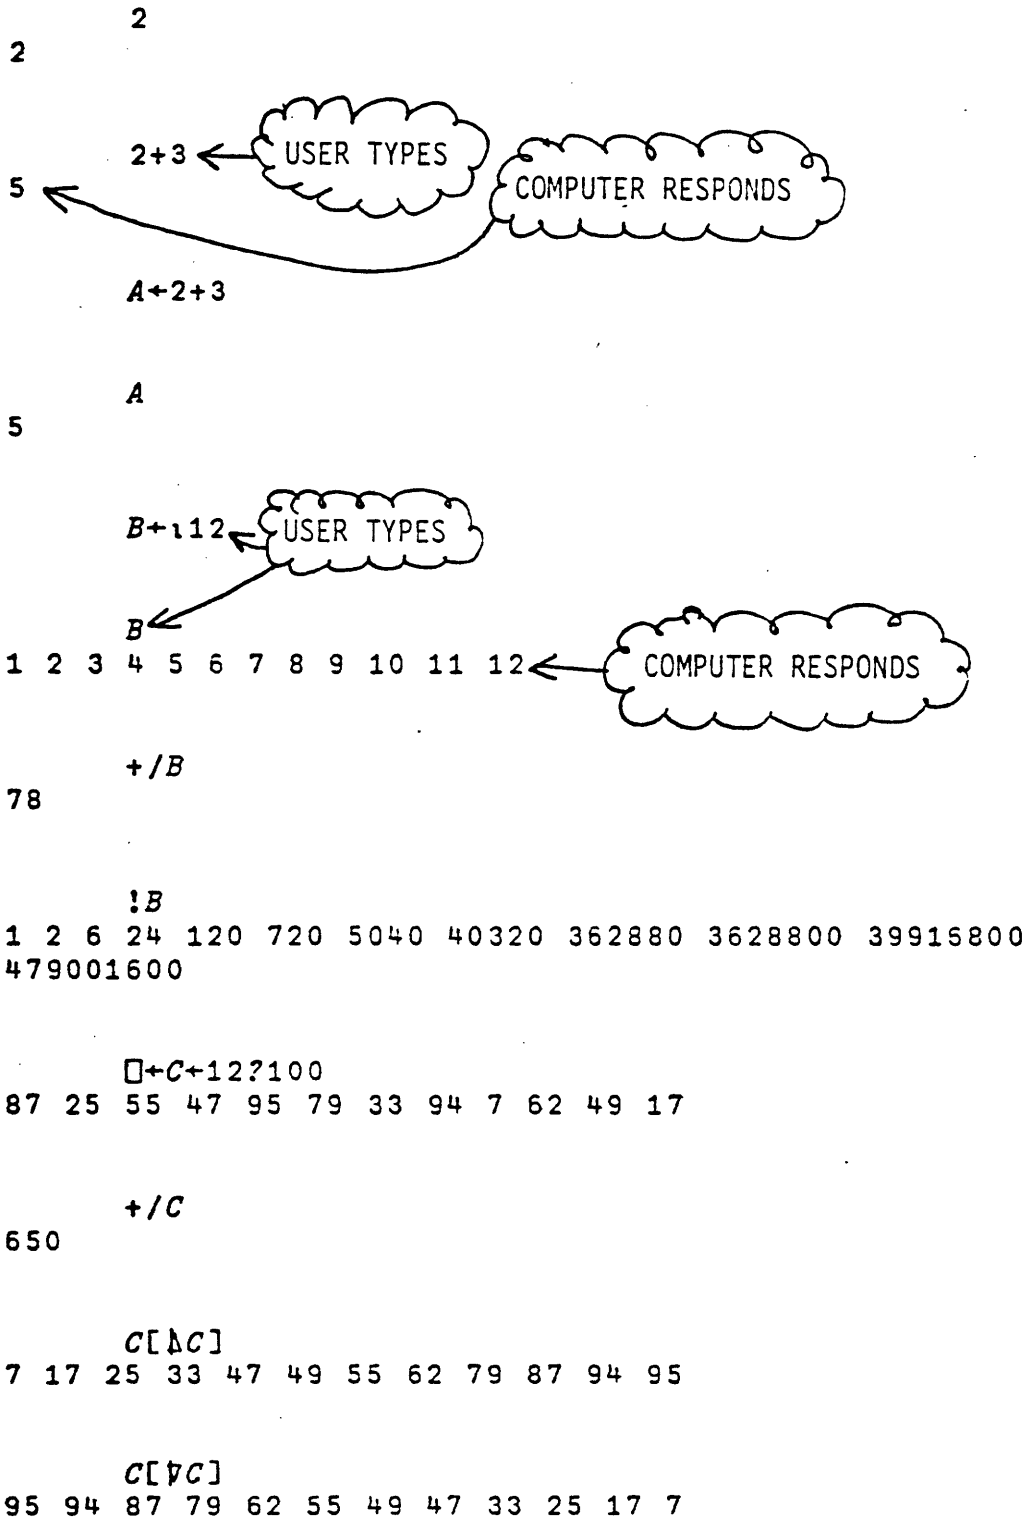 2
2
2+3 USER TYPES
5 COMPUTER RESPONDS
A←2+3
A
5
B←⍳12 USER TYPES
B
1 2 3 4 5 6 7 8 9 10 11 12 COMPUTER RESPONDS
+/B
78
!B
1 2 6 24 120 720 5040 40320 362880 3628800 39915800
479001600
⎕←C←12?100
87 25 55 47 95 79 33 94 7 62 49 17
+/C
650
C[⍋C]
7 17 25 33 47 49 55 62 79 87 94 95
C[⍒C]
95 94 87 79 62 55 49 47 33 25 17 7